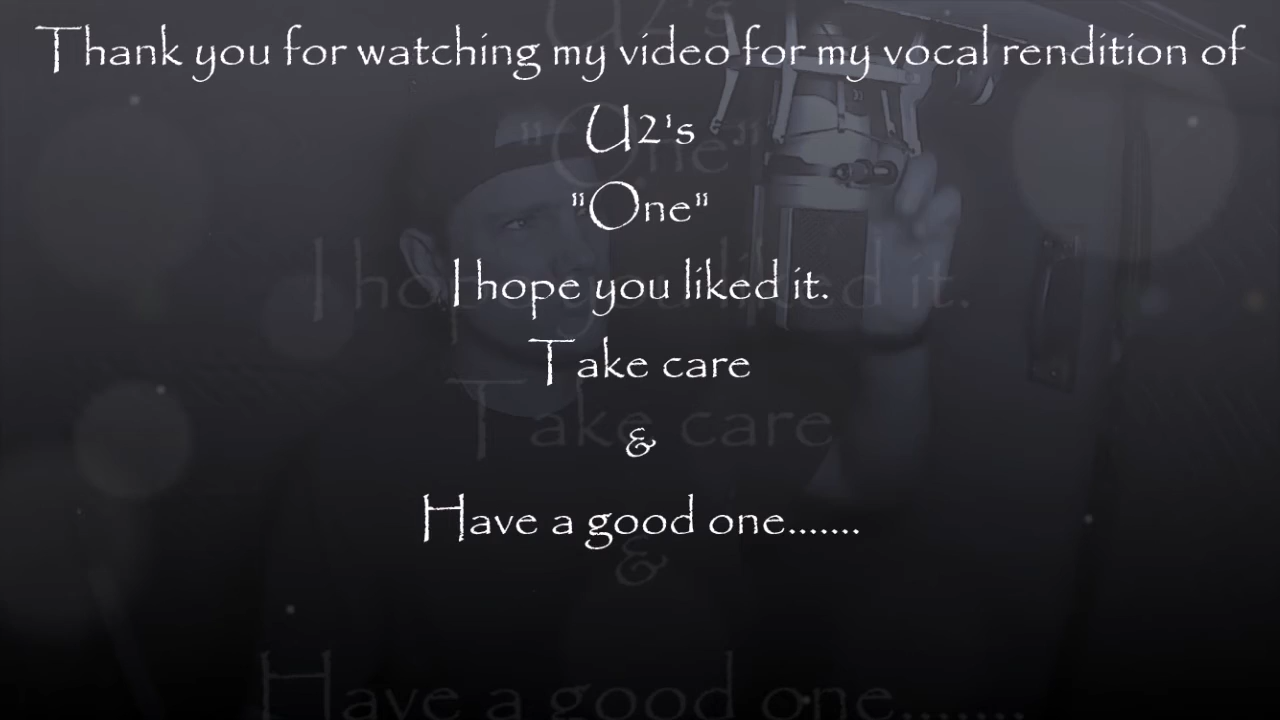 Thank you for watching my video for my vocal rendition of
U2's
"One"
I hope you liked it.
Take care
&
Have a good one.......